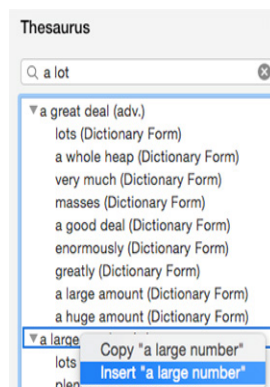 Thesaurus
a lot
a great deal (adv.)
lots (Dictionary Form)
a whole heap (Dictionary Form)
very much (Dictionary Form)
masses (Dictionary Form)
a good deal (Dictionary Form)
enormously (Dictionary Form)
greatly (Dictionary Form)
a large amount (Dictionary Form)
a huge amount (Dictionary Form)
a large
Copy "a large number"
lots
Insert "a large number"